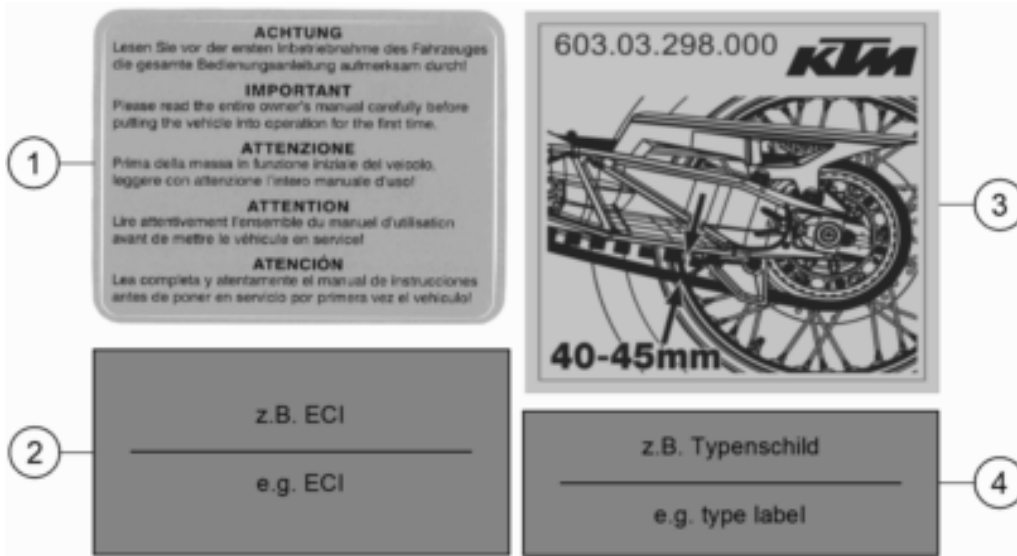 ACHTUNG
Lesen Sie vor der ersten Inbetriebnahme des Fahrzeuges
die gesamte Bedienungsanleitung aufmerksam durch!
IMPORTANT
Please read the entire owner's manual carefully before
putting the vehicle into operation for the first time.
ATTENZIONE
Prima della messa in funzione iniziale del veisolo,
leggere con attenzione l'intero manuale d'uso!
ATTENTION
Lire attentivement l'ensemble du manuel d'utilisation
avant de mettre le véhicule en service!
ATENCIÓN
Lea completa y atentamente el manual de instrucciones
antes de poner en servicio por primera vez el vehiculo!
1
603.03.298.000
KTM
40-45mm
3
z.B. ECI
e.g. ECI
2
z.B. Typenschild
e.g. type label
4